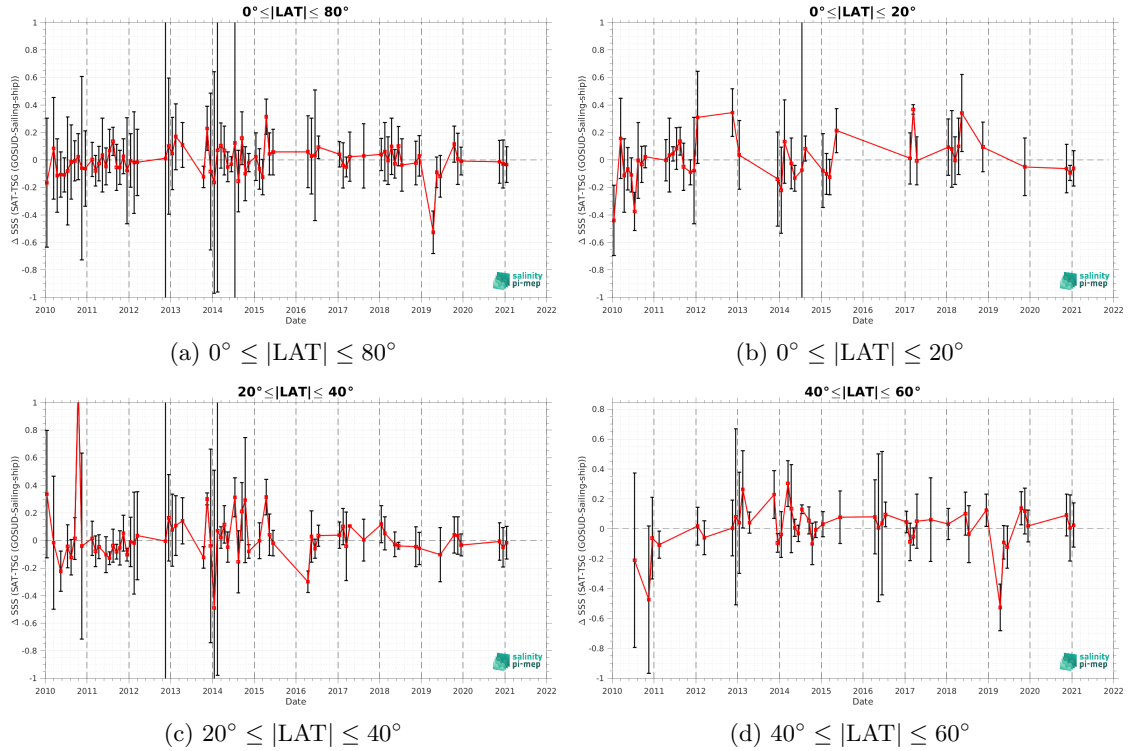 0°≤|LAT|≤ 80°
Δ SSS (SAT-TSG (GOSUD-Sailing-ship))
1
0.8
0.6
0.4
0.2
0
-0.2
-0.4
-0.6
-0.8
-1
2010 2011 2012 2013 2014 2015 2016 2017 2018 2019 2020 2021 2022
Date
salinity
pi-mep
(a) 0° ≤ |LAT| ≤ 80°
0°≤|LAT|≤ 20°
Δ SSS (SAT-TSG (GOSUD-Sailing-ship))
1
0.8
0.6
0.4
0.2
0
-0.2
-0.4
-0.6
-0.8
-1
2010 2011 2012 2013 2014 2015 2016 2017 2018 2019 2020 2021 2022
Date
salinity
pi-mep
(b) 0° ≤ |LAT| ≤ 20°
20°≤|LAT|≤ 40°
Δ SSS (SAT-TSG (GOSUD-Sailing-ship))
1
0.8
0.6
0.4
0.2
0
-0.2
-0.4
-0.6
-0.8
-1
2010 2011 2012 2013 2014 2015 2016 2017 2018 2019 2020 2021 2022
Date
salinity
pi-mep
(c) 20° ≤ |LAT| ≤ 40°
40°≤|LAT|≤ 60°
Δ SSS (SAT-TSG (GOSUD-Sailing-ship))
0.8
0.6
0.4
0.2
0
-0.2
-0.4
-0.6
-0.8
-1
2010 2011 2012 2013 2014 2015 2016 2017 2018 2019 2020 2021 2022
Date
salinity
pi-mep
(d) 40° ≤ |LAT| ≤ 60°